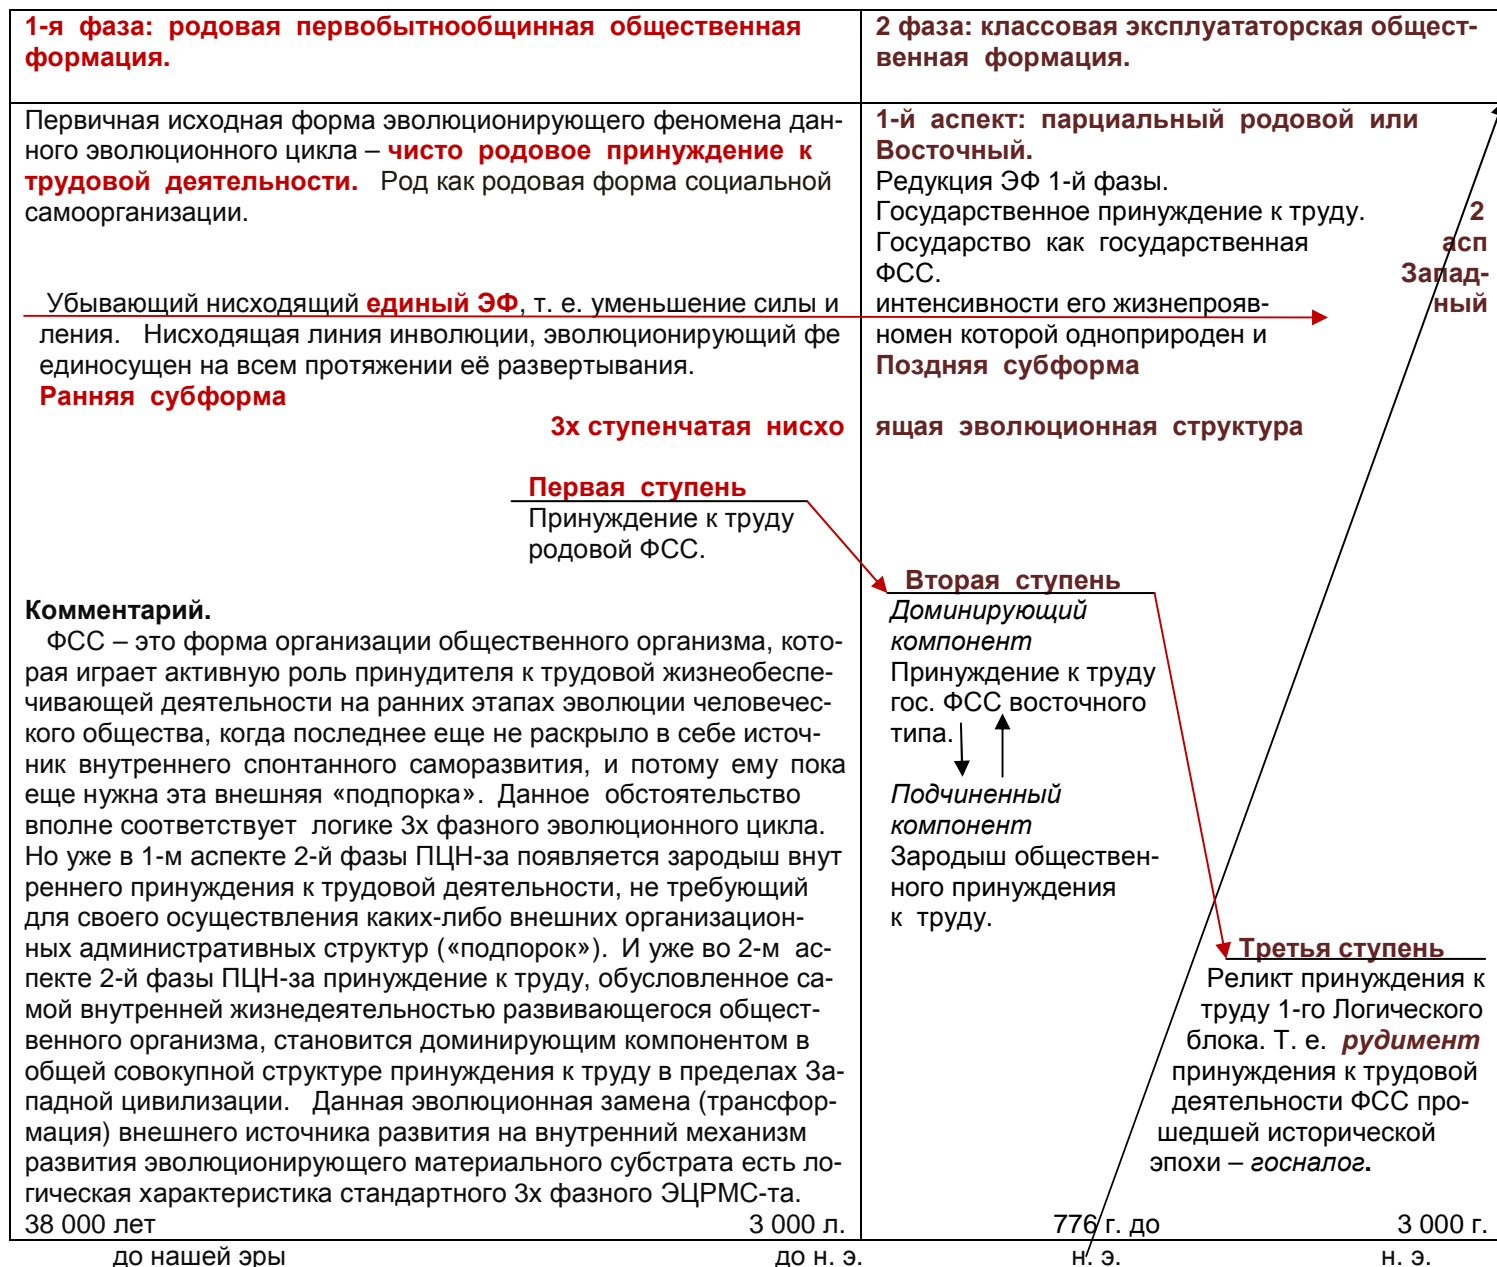 1-я фаза: родовая первобытнообщинная общественная
формация.
2 фаза: классовая эксплуататорская общест-
венная формация.
Первичная исходная форма эволюционирующего феномена дан-
ного эволюционного цикла – чисто родовое принуждение к
трудовой деятельности. Род как родовая форма социальной
самоорганизации.
Убывающий нисходящий единый ЭФ, т. е. уменьшение силы и
ления. Нисходящая линия инволюции, эволюционирующий фе
единосущен на всем протяжении её развертывания.
Ранняя субформа
3х ступенчатая нисхо
Первая ступень
Принуждение к труду
родовой ФСС.
Комментарий.
ФСС – это форма организации общественного организма, кото-
рая играет активную роль принудителя к трудовой жизнеобеспе-
чивающей деятельности на ранних этапах эволюции человечес-
кого общества, когда последнее еще не раскрыло в себе источ-
ник внутреннего спонтанного саморазвития, и потому ему пока
еще нужна эта внешняя «подпорка». Данное обстоятельство
вполне соответствует логике 3х фазного эволюционного цикла.
Но уже в 1-м аспекте 2-й фазы ПЦН-за появляется зародыш внут
реннего принуждения к трудовой деятельности, не требующий
для своего осуществления каких-либо внешних организацион-
ных административных структур («подпорок»). И уже во 2-м ас-
пекте 2-й фазы ПЦН-за принуждение к труду, обусловленное са-
мой внутренней жизнедеятельностью развивающегося общест-
венного организма, становится доминирующим компонентом в
общей совокупной структуре принуждения к труду в пределах За-
падной цивилизации. Данная эволюционная замена (трансфор-
мация) внешнего источника развития на внутренний механизм
развития эволюционирующего материального субстрата есть ло-
гическая характеристика стандартного 3х фазного ЭЦРМС-та.
38 000 лет 3 000 л.
до нашей эры до н. э.
1-й аспект: парциальный родовой или
Восточный.
Редукция ЭФ 1-й фазы.
Государственное принуждение к труду. 2
Государство как государственная асп
ФСС. Запад-
интенсивности его жизнепрояв- ный
номен которой одноприроден и
Поздняя субформа
ящая эволюционная структура
Вторая ступень
Доминирующий
компонент
Принуждение к труду
гос. ФСС восточного
типа.
Подчиненный
компонент
Зародыш обществен-
ного принуждения
к труду.
Третья ступень
Реликт принуждения к
труду 1-го Логического
блока. Т. е. рудимент
принуждения к трудовой
деятельности ФСС про-
шедшей исторической
эпохи – госналог.
776 г. до 3 000 г.
н. э. н. э.